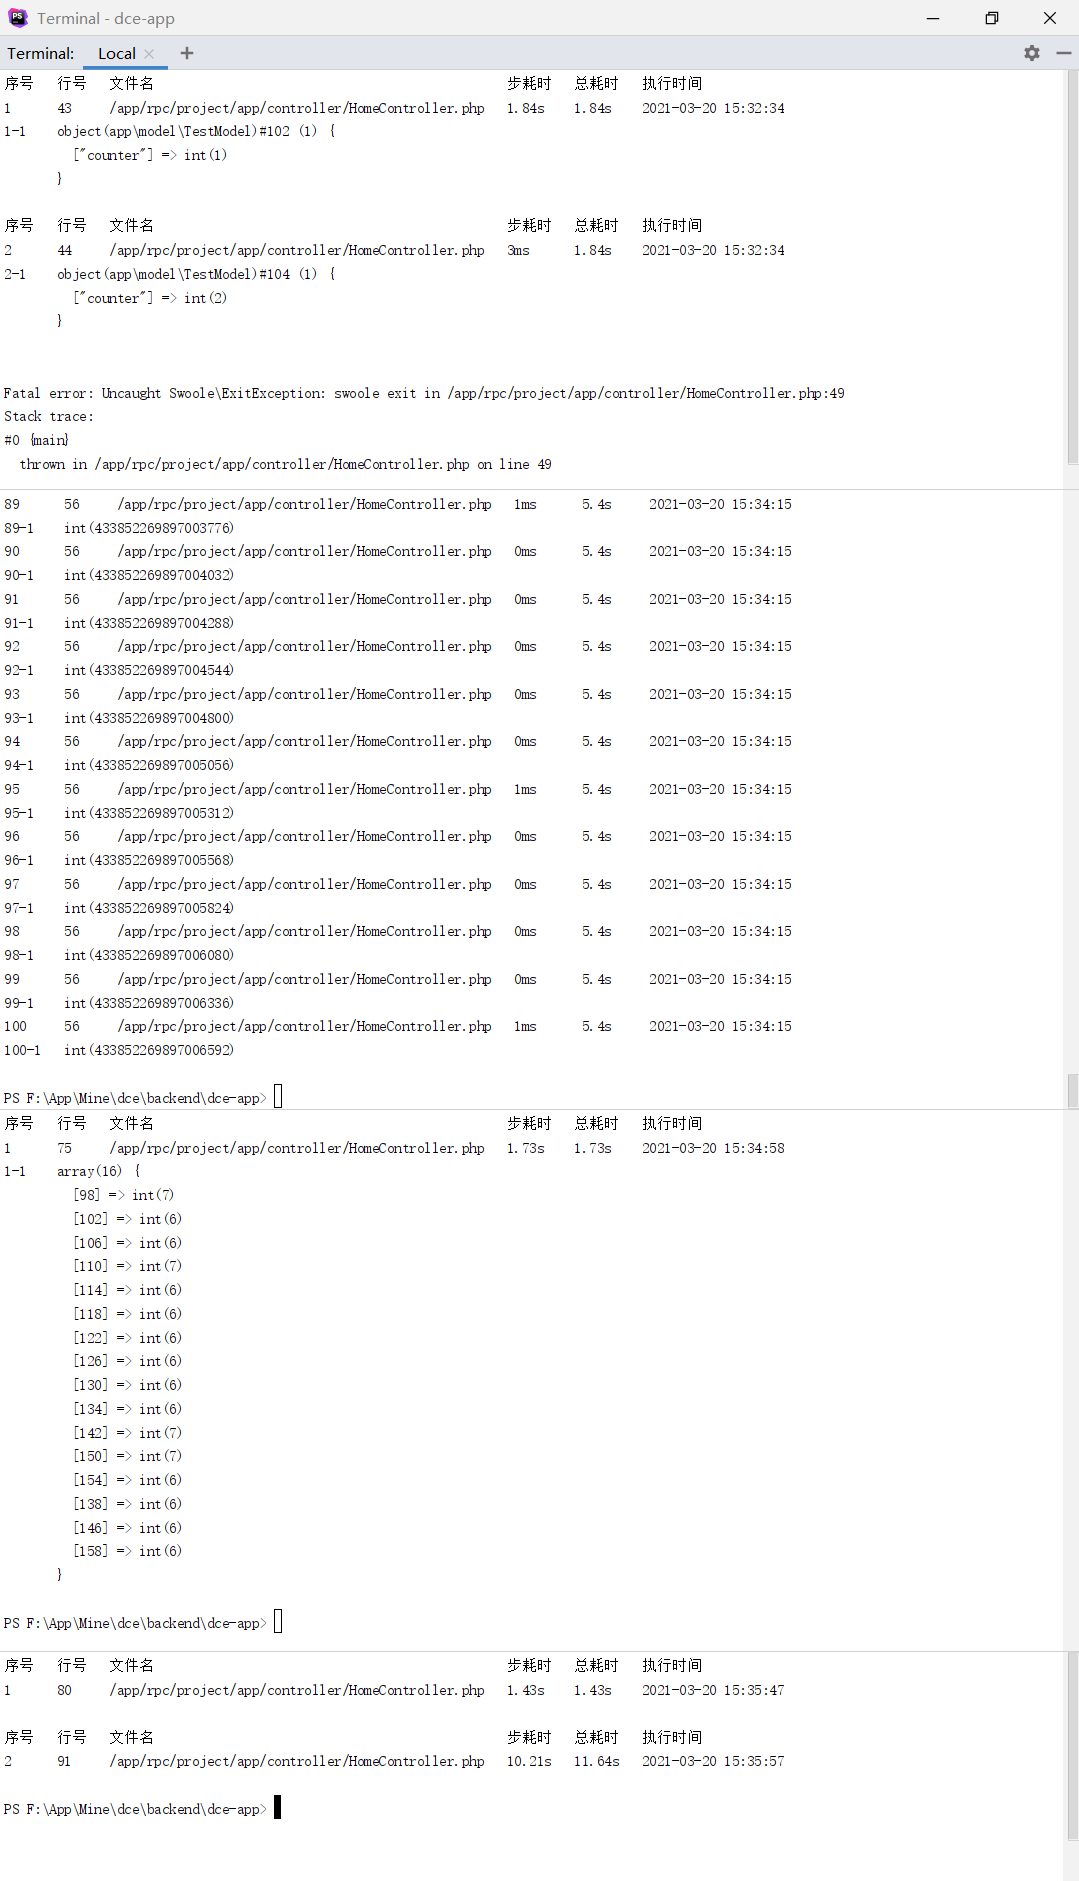 Terminal - dce-app
Terminal: Local
序号 行号 文件名 步耗时 总耗时 执行时间
1 43 /app/rpc/project/app/controller/HomeController.php 1.84s 1.84s 2021-03-20 15:32:34
1-1 object(app\model\TestModel)#102 (1) {
["counter"] => int(1)
}
序号 行号 文件名 步耗时 总耗时 执行时间
2 44 /app/rpc/project/app/controller/HomeController.php 3ms 1.84s 2021-03-20 15:32:34
2-1 object(app\model\TestModel)#104 (1) {
["counter"] => int(2)
}
Fatal error: Uncaught Swoole\ExitException: swoole exit in /app/rpc/project/app/controller/HomeController.php:49
Stack trace:
#0 {main}
thrown in /app/rpc/project/app/controller/HomeController.php on line 49
89 56 /app/rpc/project/app/controller/HomeController.php 1ms 5.4s 2021-03-20 15:34:15
89-1 int(433852269897003776)
90 56 /app/rpc/project/app/controller/HomeController.php 0ms 5.4s 2021-03-20 15:34:15
90-1 int(433852269897004032)
91 56 /app/rpc/project/app/controller/HomeController.php 0ms 5.4s 2021-03-20 15:34:15
91-1 int(433852269897004288)
92 56 /app/rpc/project/app/controller/HomeController.php 0ms 5.4s 2021-03-20 15:34:15
92-1 int(433852269897004544)
93 56 /app/rpc/project/app/controller/HomeController.php 0ms 5.4s 2021-03-20 15:34:15
93-1 int(433852269897004800)
94 56 /app/rpc/project/app/controller/HomeController.php 0ms 5.4s 2021-03-20 15:34:15
94-1 int(433852269897005056)
95 56 /app/rpc/project/app/controller/HomeController.php 1ms 5.4s 2021-03-20 15:34:15
95-1 int(433852269897005312)
96 56 /app/rpc/project/app/controller/HomeController.php 0ms 5.4s 2021-03-20 15:34:15
96-1 int(433852269897005568)
97 56 /app/rpc/project/app/controller/HomeController.php 0ms 5.4s 2021-03-20 15:34:15
97-1 int(433852269897005824)
98 56 /app/rpc/project/app/controller/HomeController.php 0ms 5.4s 2021-03-20 15:34:15
98-1 int(433852269897006080)
99 56 /app/rpc/project/app/controller/HomeController.php 0ms 5.4s 2021-03-20 15:34:15
99-1 int(433852269897006336)
100 56 /app/rpc/project/app/controller/HomeController.php 1ms 5.4s 2021-03-20 15:34:15
100-1 int(433852269897006592)
PS F:\App\Mine\dce\backend\dce-app>
序号 行号 文件名 步耗时 总耗时 执行时间
1 75 /app/rpc/project/app/controller/HomeController.php 1.73s 1.73s 2021-03-20 15:34:58
1-1 array(16) {
[98] => int(7)
[102] => int(6)
[106] => int(6)
[110] => int(7)
[114] => int(6)
[118] => int(6)
[122] => int(6)
[126] => int(6)
[130] => int(6)
[134] => int(6)
[142] => int(7)
[150] => int(7)
[154] => int(6)
[138] => int(6)
[146] => int(6)
[158] => int(6)
}
PS F:\App\Mine\dce\backend\dce-app>
序号 行号 文件名 步耗时 总耗时 执行时间
1 80 /app/rpc/project/app/controller/HomeController.php 1.43s 1.43s 2021-03-20 15:35:47
序号 行号 文件名 步耗时 总耗时 执行时间
2 91 /app/rpc/project/app/controller/HomeController.php 10.21s 11.64s 2021-03-20 15:35:57
PS F:\App\Mine\dce\backend\dce-app>